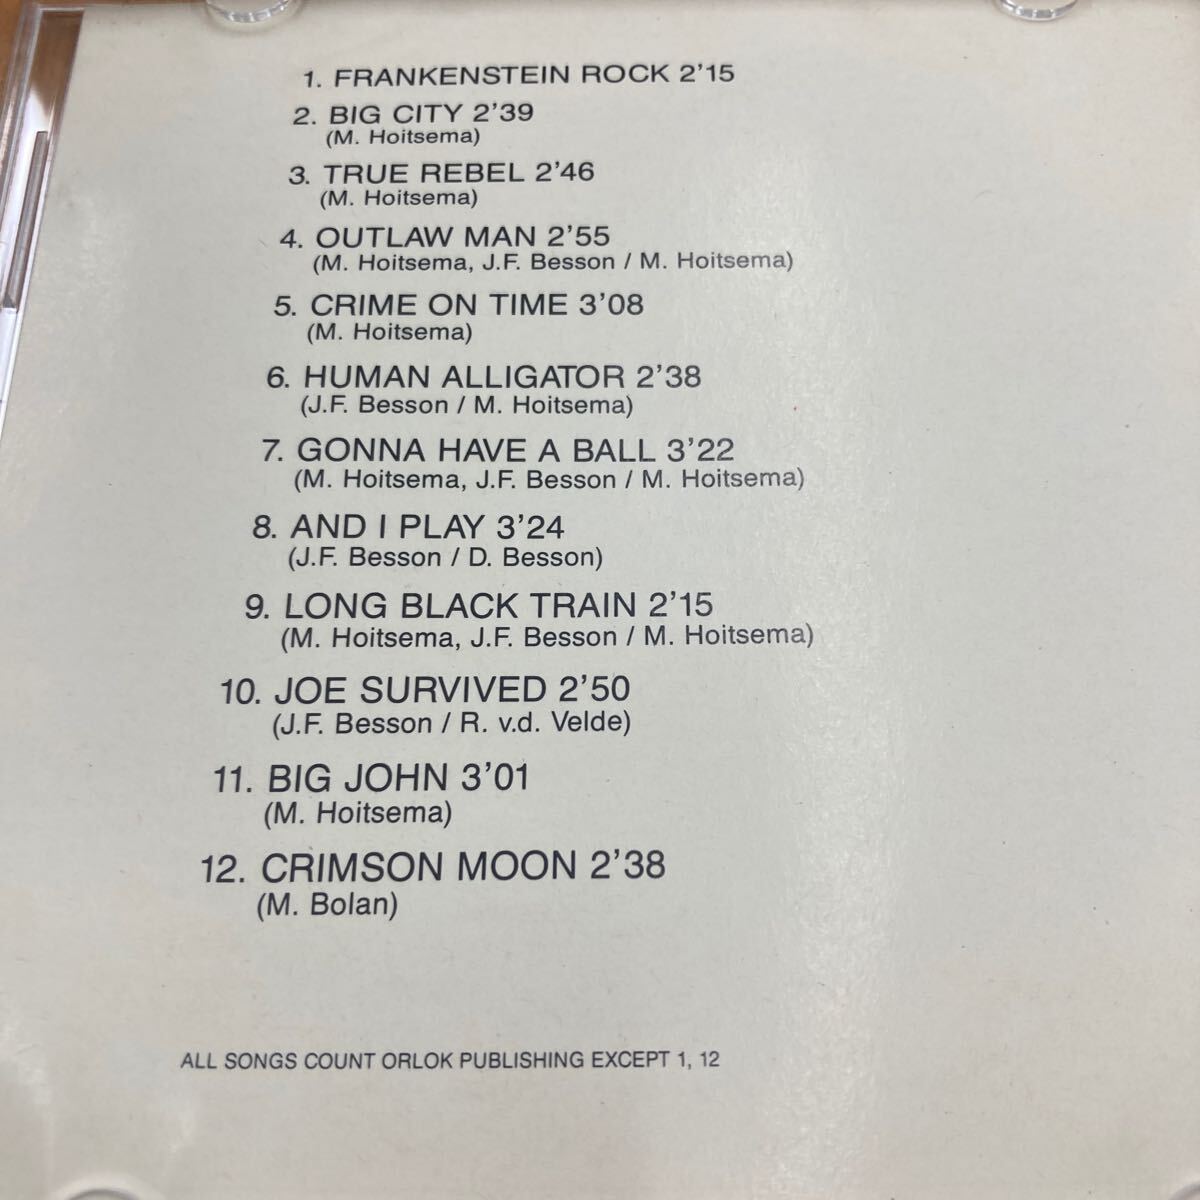 1. FRANKENSTEIN ROCK 2'15
2. BIG CITY 2'39
(M. Hoitsema)
3. TRUE REBEL 2'46
(M. Hoitsema)
4. OUTLAW MAN 2'55
(M. Hoitsema, J.F. Besson / M. Hoitsema)
5. CRIME ON TIME 3'08
(M. Hoitsema)
6. HUMAN ALLIGATOR 2'38
(J.F. Besson / M. Hoitsema)
7. GONNA HAVE A BALL 3'22
(M. Hoitsema, J.F. Besson / M. Hoitsema)
8. AND I PLAY 3'24
(J.F. Besson / D. Besson)
9. LONG BLACK TRAIN 2'15
(M. Hoitsema, J.F. Besson / M. Hoitsema)
10. JOE SURVIVED 2'50
(J.F. Besson / R. v.d. Velde)
11. BIG JOHN 3'01
(M. Hoitsema)
12. CRIMSON MOON 2'38
(M. Bolan)
ALL SONGS COUNT ORLOK PUBLISHING EXCEPT 1, 12